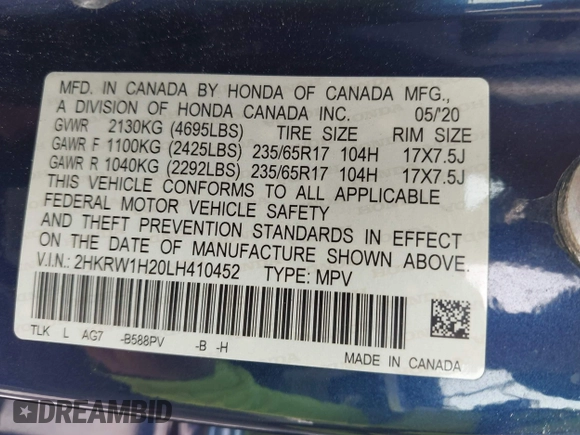 MFD. IN CANADA BY HONDA OF CANADA MFG.,
A DIVISION OF HONDA CANADA INC. 05/'20
GVWR 2130KG (4695LBS) TIRE SIZE RIM SIZE
GAWR F 1100KG (2425LBS) 235/65R17 104H 17X7.5J
GAWR R 1040KG (2292LBS) 235/65R17 104H 17X7.5J
THIS VEHICLE CONFORMS TO ALL APPLICABLE
FEDERAL MOTOR VEHICLE SAFETY
AND THEFT PREVENTION STANDARDS IN EFFECT
ON THE DATE OF MANUFACTURE SHOWN ABOVE.
V.I.N.: 2HKRW1H20LH410452 TYPE: MPV
TLK L AG7 -B588PV -B -H
MADE IN CANADA
DREAMBID